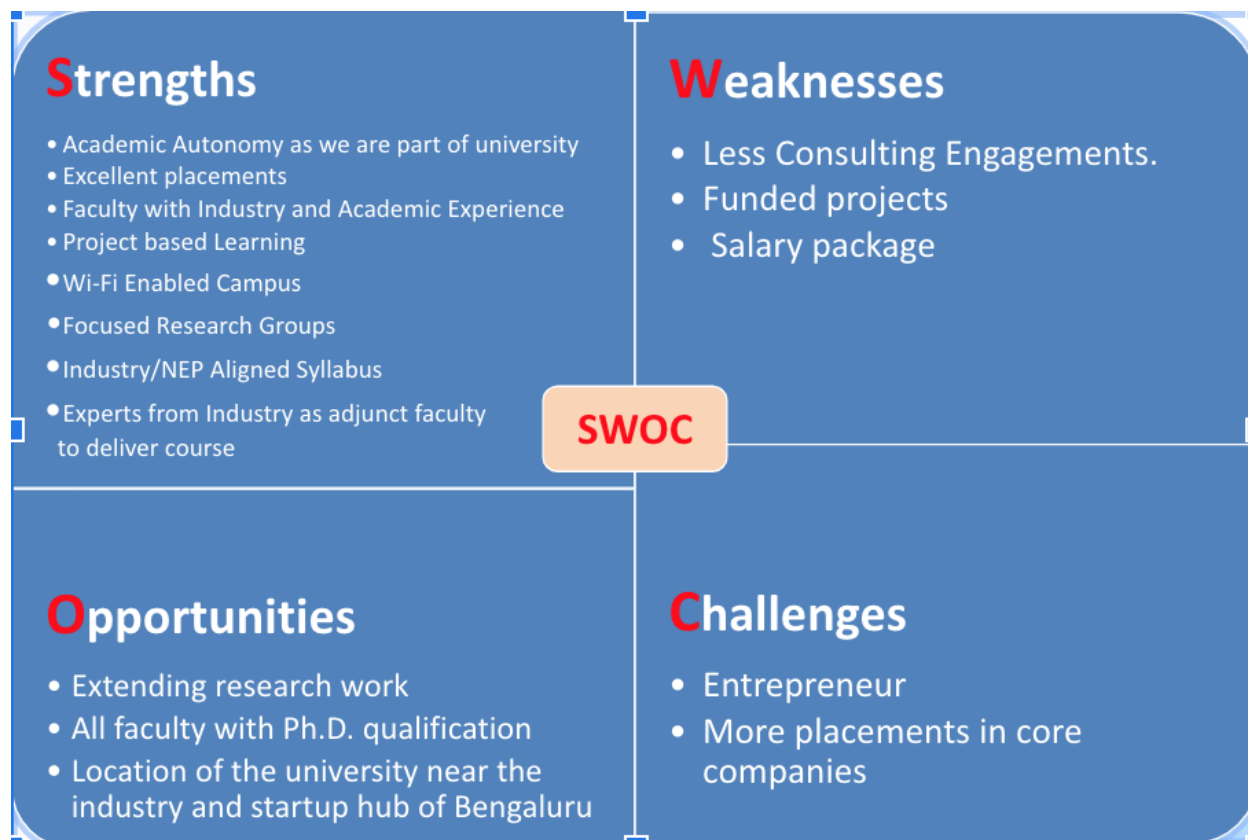 Strengths
• Academic Autonomy as we are part of university
• Excellent placements
• Faculty with Industry and Academic Experience
• Project based Learning
• Wi-Fi Enabled Campus
• Focused Research Groups
• Industry/NEP Aligned Syllabus
• Experts from Industry as adjunct faculty
to deliver course
Weaknesses
• Less Consulting Engagements.
• Funded projects
• Salary package
SWOC
Opportunities
• Extending research work
• All faculty with Ph.D. qualification
• Location of the university near the
industry and startup hub of Bengaluru
Challenges
• Entrepreneur
• More placements in core
companies